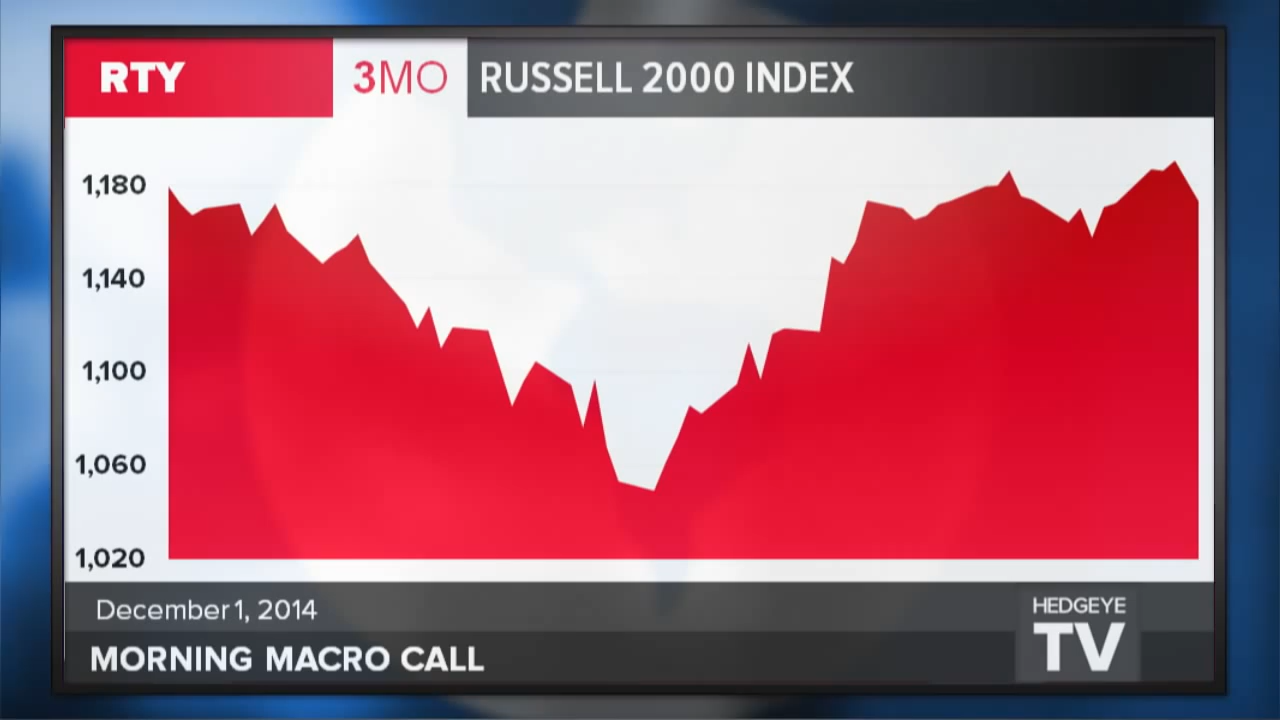 RTY 3MO RUSSELL 2000 INDEX
1,180
1,140
1,100
1,060
1,020
December 1, 2014
MORNING MACRO CALL
HEDGEYE
TV